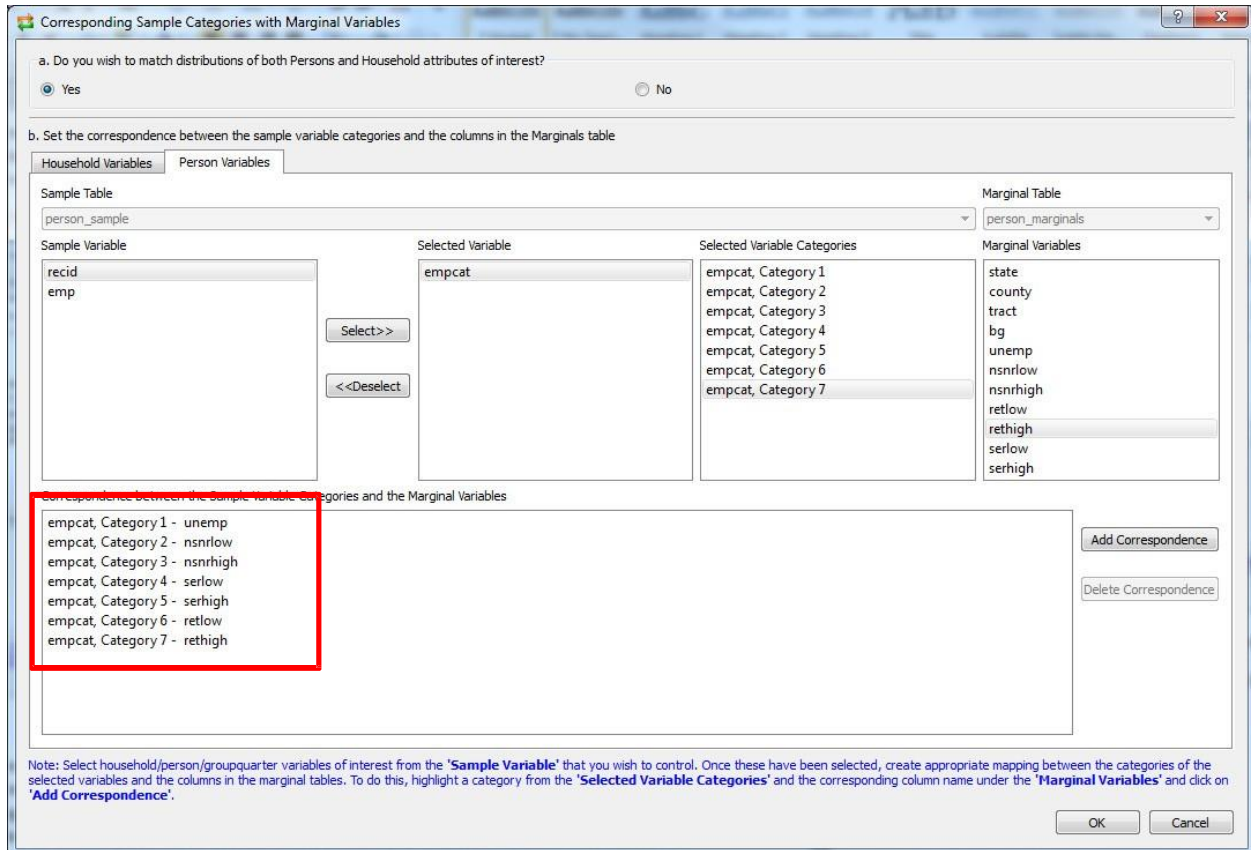 Corresponding Sample Categories with Marginal Variables
a. Do you wish to match distributions of both Persons and Household attributes of interest?
Yes
No
b. Set the correspondence between the sample variable categories and the columns in the Marginals table
Household Variables
Person Variables
Sample Table
Marginal Table
person_sample
person_marginals
Sample Variable
Selected Variable
Selected Variable Categories
Marginal Variables
recid
emp
Select>>
<<Deselect
empcat
empcat, Category 1
empcat, Category 2
empcat, Category 3
empcat, Category 4
empcat, Category 5
empcat, Category 6
empcat, Category 7
state
county
tract
bg
unemp
nsnrlow
nsnrhigh
retlow
rethigh
serlow
serhigh
Correspondence between the Sample Variable Categories and the Marginal Variables
empcat, Category 1 - unemp
empcat, Category 2 - nsnrlow
empcat, Category 3 - nsnrhigh
empcat, Category 4 - serlow
empcat, Category 5 - serhigh
empcat, Category 6 - retlow
empcat, Category 7 - rethigh
Add Correspondence
Delete Correspondence
Note: Select household/person/groupquarter variables of interest from the 'Sample Variable' that you wish to control. Once these have been selected, create appropriate mapping between the categories of the
selected variables and the columns in the marginal tables. To do this, highlight a category from the 'Selected Variable Categories' and the corresponding column name under the 'Marginal Variables' and click on
'Add Correspondence'.
OK
Cancel